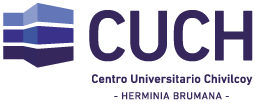 CUCH
Centro Universitario Chivilcoy
- HERMINIA BRUMANA -